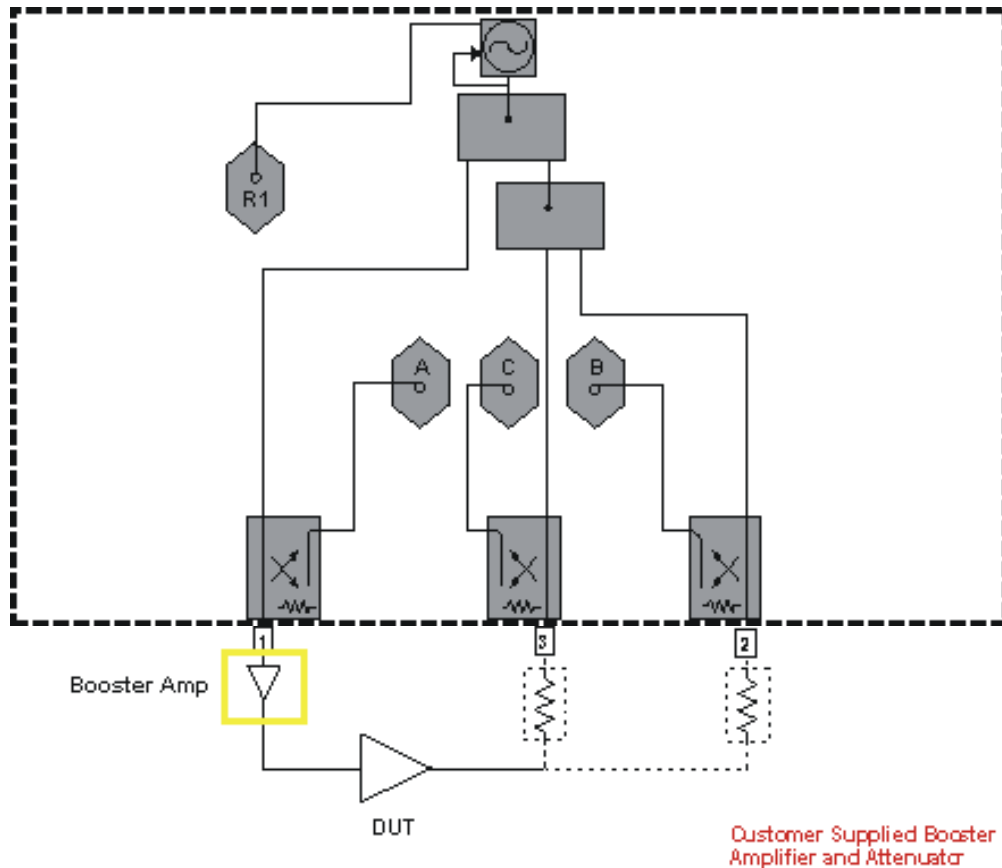 R1
A
C
B
1
3
2
Booster Amp
DUT
Customer Supplied Booster
Amplifier and Attenuator